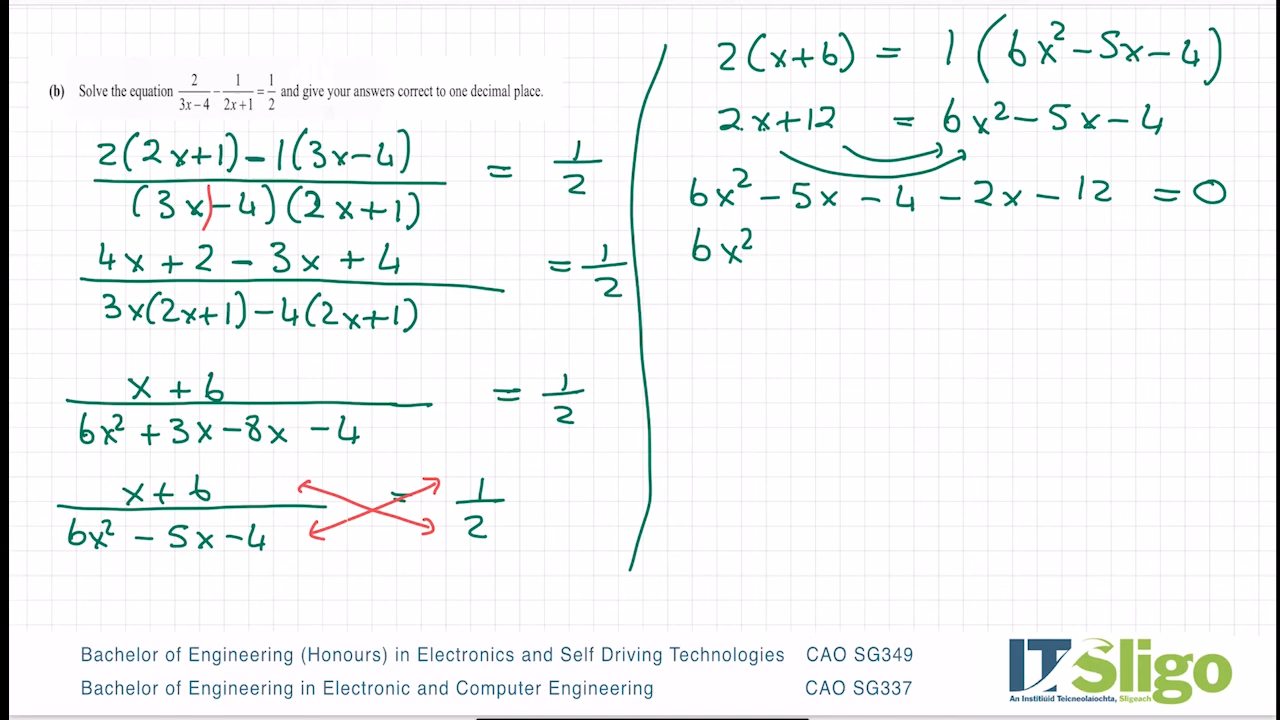 (b) Solve the equation 2/(3x−4) − 1/(2x+1) = 1/2 and give your answers correct to one decimal place.
(2(2x+1) − 1(3x−4))/((3x−4)(2x+1)) = 1/2
(4x + 2 − 3x + 4)/(3x(2x+1) − 4(2x+1)) = 1/2
(x + 6)/(6x² + 3x − 8x − 4) = 1/2
(x + 6)/(6x² − 5x − 4) = 1/2
2(x+6) = 1(6x² − 5x − 4)
2x + 12 = 6x² − 5x − 4
6x² − 5x − 4 − 2x − 12 = 0
6x²
Bachelor of Engineering (Honours) in Electronics and Self Driving Technologies CAO SG349
Bachelor of Engineering in Electronic and Computer Engineering CAO SG337
IT Sligo
An Institiúid Teicneolaíochta, Sligeach